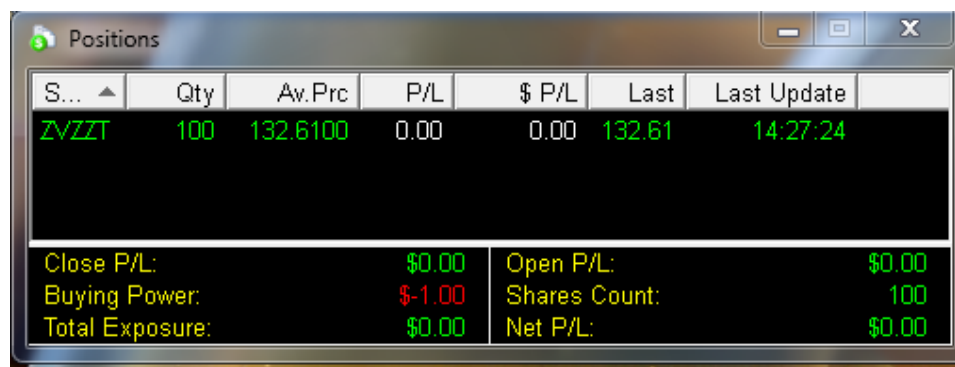 Positions
S... Qty Av.Prc P/L $ P/L Last Last Update
ZVZZT 100 132.6100 0.00 0.00 132.61 14:27:24
Close P/L: $0.00 Open P/L: $0.00
Buying Power: $-1.00 Shares Count: 100
Total Exposure: $0.00 Net P/L: $0.00